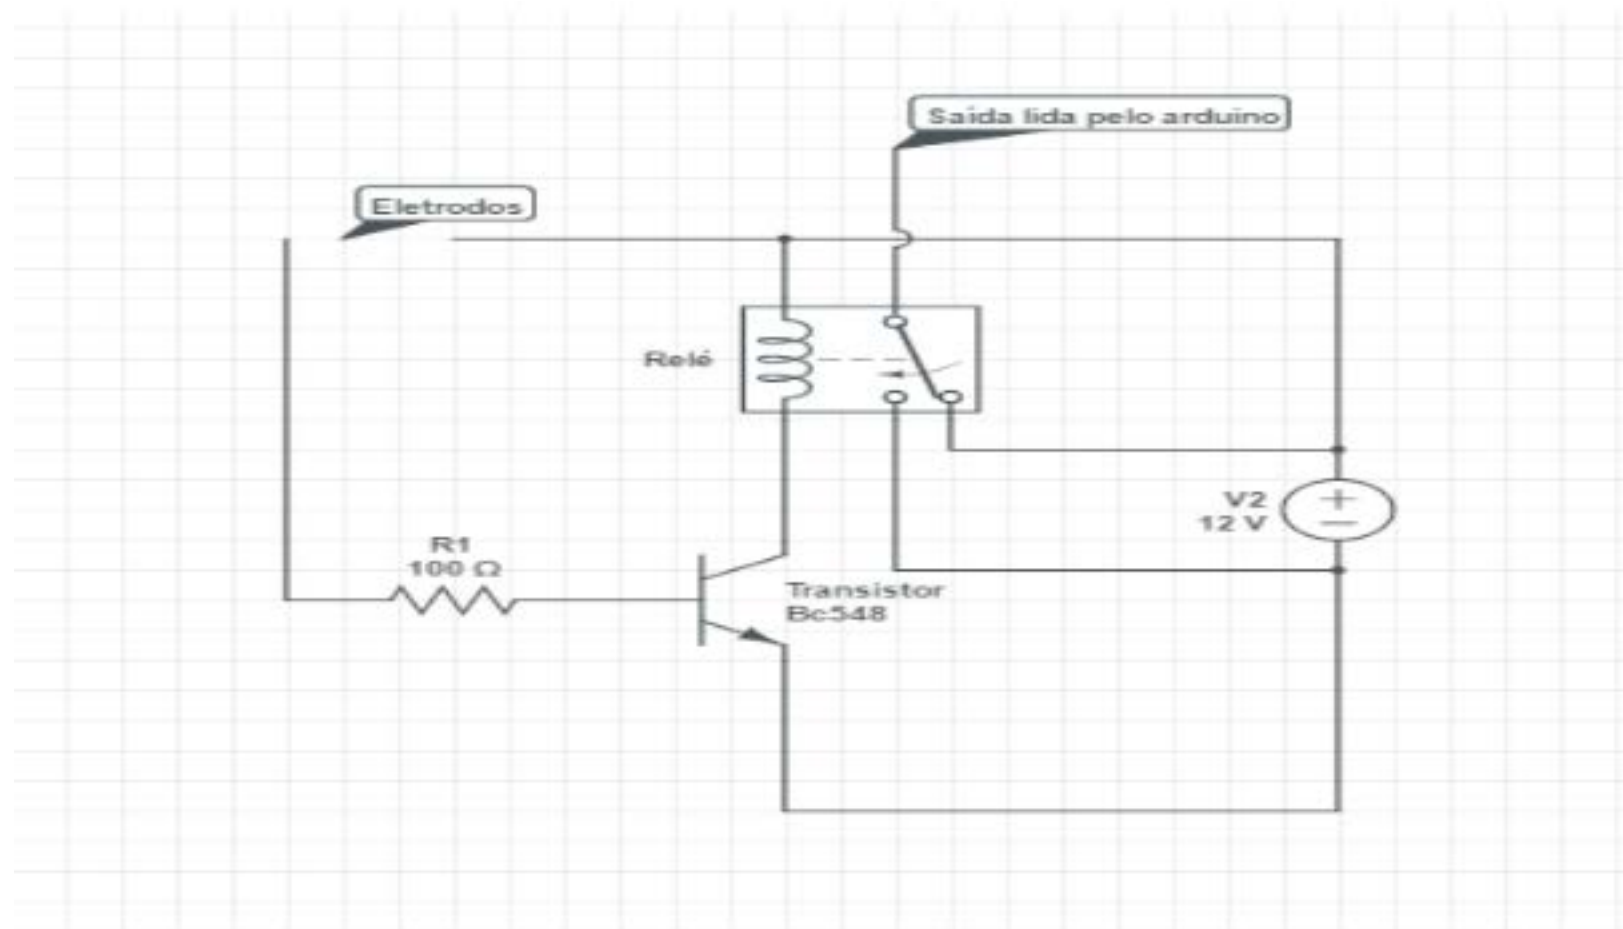 Saída lida pelo arduino
Eletrodos
Relé
V2
12 V
R1
100 Ω
Transistor
Bc548